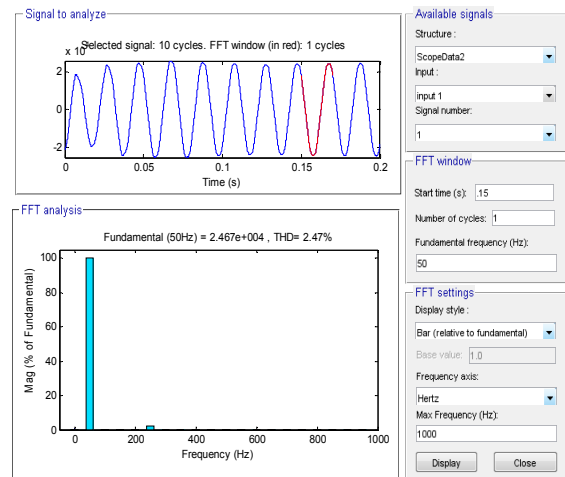 Signal to analyze
x 10
Selected signal: 10 cycles. FFT window (in red): 1 cycles
2
0
-2
0
0.05
0.1
0.15
0.2
Time (s)
FFT analysis
Fundamental (50Hz) = 2.467e+004 , THD= 2.47%
100
80
60
40
20
0
0
200
400
600
800
1000
Frequency (Hz)
Mag (% of Fundamental)
Available signals
Structure :
ScopeData2
Input :
input 1
Signal number:
1
FFT window
Start time (s): .15
Number of cycles: 1
Fundamental frequency (Hz):
50
FFT settings
Display style :
Bar (relative to fundamental)
Base value: 1.0
Frequency axis:
Hertz
Max Frequency (Hz):
1000
Display
Close